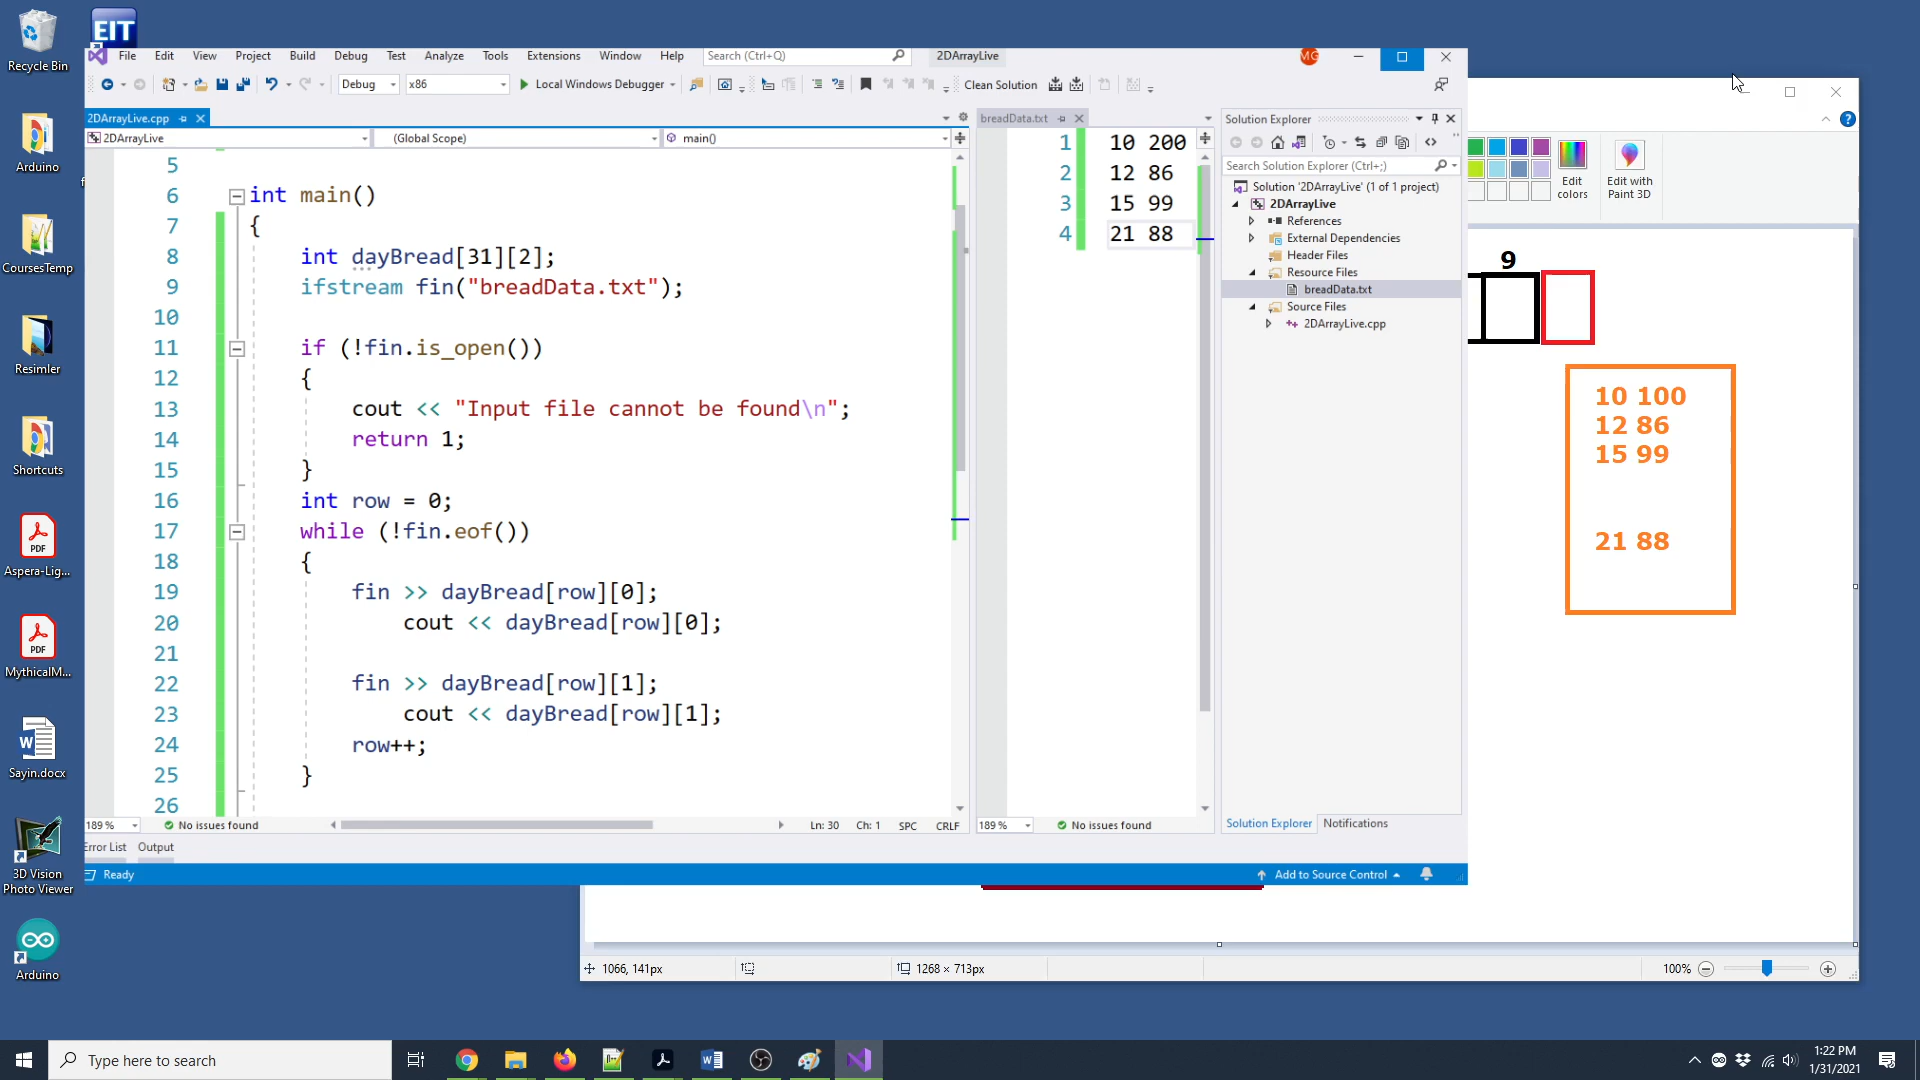 Recycle Bin
EIT
Arduino
CoursesTemp
Resimler
Shortcuts
PDF
Aspera-Lig...
PDF
MythicalM...
Sayin.docx
3D Vision
Photo Viewer
Arduino
File Edit View Project Build Debug Test Analyze Tools Extensions Window Help Search (Ctrl+Q) 2DArrayLive MG
Debug x86 Local Windows Debugger Clean Solution
2DArrayLive.cpp
2DArrayLive (Global Scope) main()
5
6 int main()
7 {
8 int dayBread[31][2];
9 ifstream fin("breadData.txt");
10
11 if (!fin.is_open())
12 {
13 cout << "Input file cannot be found\n";
14 return 1;
15 }
16 int row = 0;
17 while (!fin.eof())
18 {
19 fin >> dayBread[row][0];
20 cout << dayBread[row][0];
21
22 fin >> dayBread[row][1];
23 cout << dayBread[row][1];
24 row++;
25 }
26
189 % No issues found Ln: 30 Ch: 1 SPC CRLF
breadData.txt
1 10 200
2 12 86
3 15 99
4 21 88
189 % No issues found
Solution Explorer
Search Solution Explorer (Ctrl+;)
Solution '2DArrayLive' (1 of 1 project)
2DArrayLive
References
External Dependencies
Header Files
Resource Files
breadData.txt
Source Files
2DArrayLive.cpp
Solution Explorer Notifications
Error List Output
Ready Add to Source Control
Edit colors
Edit with Paint 3D
9
10 100
12 86
15 99
21 88
1066, 141px 1268 × 713px 100%
Type here to search
1:22 PM
1/31/2021